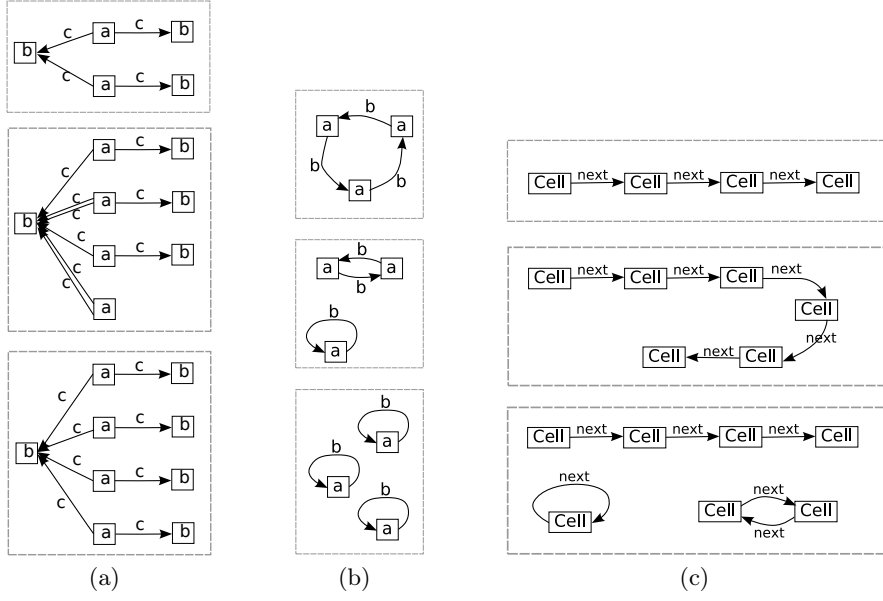 c a c b
b
c a c b
a c b
c
c a c b
b c
c a c b
c
c a
a c b
c
c a c b
b
c a c b
c
a c b
(a)
b
a a
b b
a
b
a a
b
b
a
b
a
b
a
b
a
(b)
Cell next Cell next Cell next Cell
Cell next Cell next Cell next
Cell
next
Cell next Cell
Cell next Cell next Cell next Cell
next next
Cell Cell
Cell
next
(c)